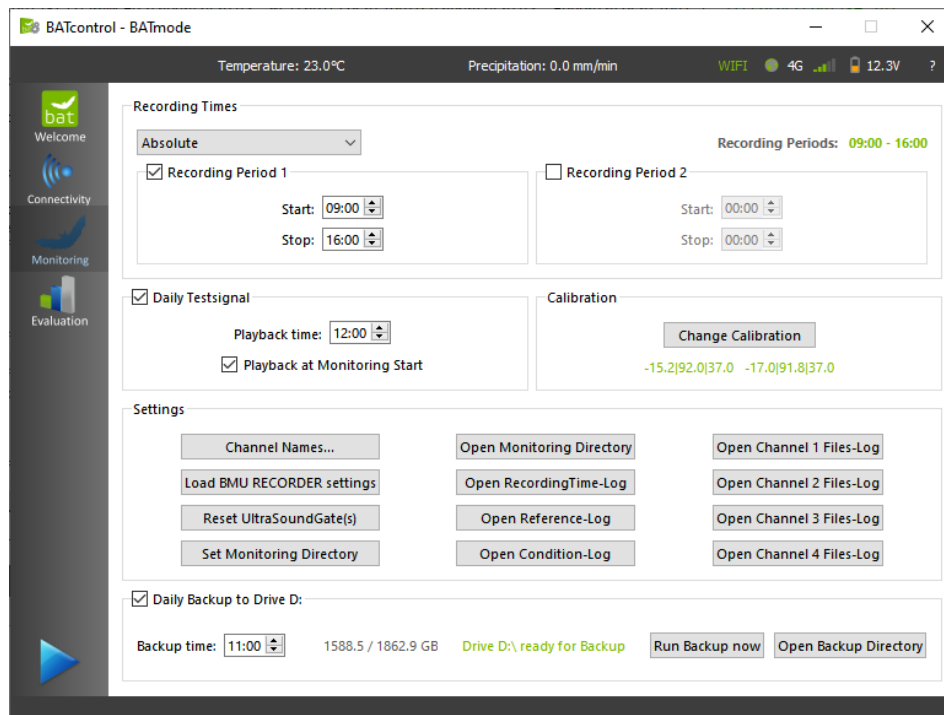 BATcontrol - BATmode
Temperature: 23.0°C Precipitation: 0.0 mm/min WIFI 4G 12.3V ?
bat
Welcome
Connectivity
Monitoring
Evaluation
Recording Times
Absolute Recording Periods: 09:00 - 16:00
Recording Period 1 Recording Period 2
Start: 09:00 Start: 00:00
Stop: 16:00 Stop: 00:00
Daily Testsignal Calibration
Playback time: 12:00 Change Calibration
Playback at Monitoring Start -15.2|92.0|37.0 -17.0|91.8|37.0
Settings
Channel Names... Open Monitoring Directory Open Channel 1 Files-Log
Load BMU RECORDER settings Open RecordingTime-Log Open Channel 2 Files-Log
Reset UltraSoundGate(s) Open Reference-Log Open Channel 3 Files-Log
Set Monitoring Directory Open Condition-Log Open Channel 4 Files-Log
Daily Backup to Drive D:
Backup time: 11:00 1588.5 / 1862.9 GB Drive D:\ ready for Backup Run Backup now Open Backup Directory